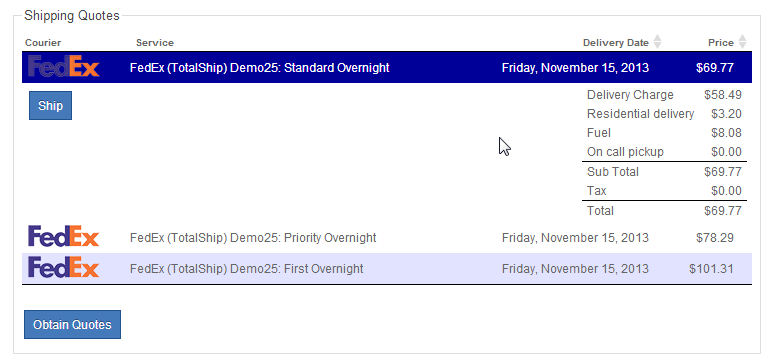 Shipping Quotes
Courier Service Delivery Date Price
FedEx FedEx (TotalShip) Demo25: Standard Overnight Friday, November 15, 2013 $69.77
Ship Delivery Charge $58.49
Residential delivery $3.20
Fuel $8.08
On call pickup $0.00
Sub Total $69.77
Tax $0.00
Total $69.77
FedEx FedEx (TotalShip) Demo25: Priority Overnight Friday, November 15, 2013 $78.29
FedEx FedEx (TotalShip) Demo25: First Overnight Friday, November 15, 2013 $101.31
Obtain Quotes